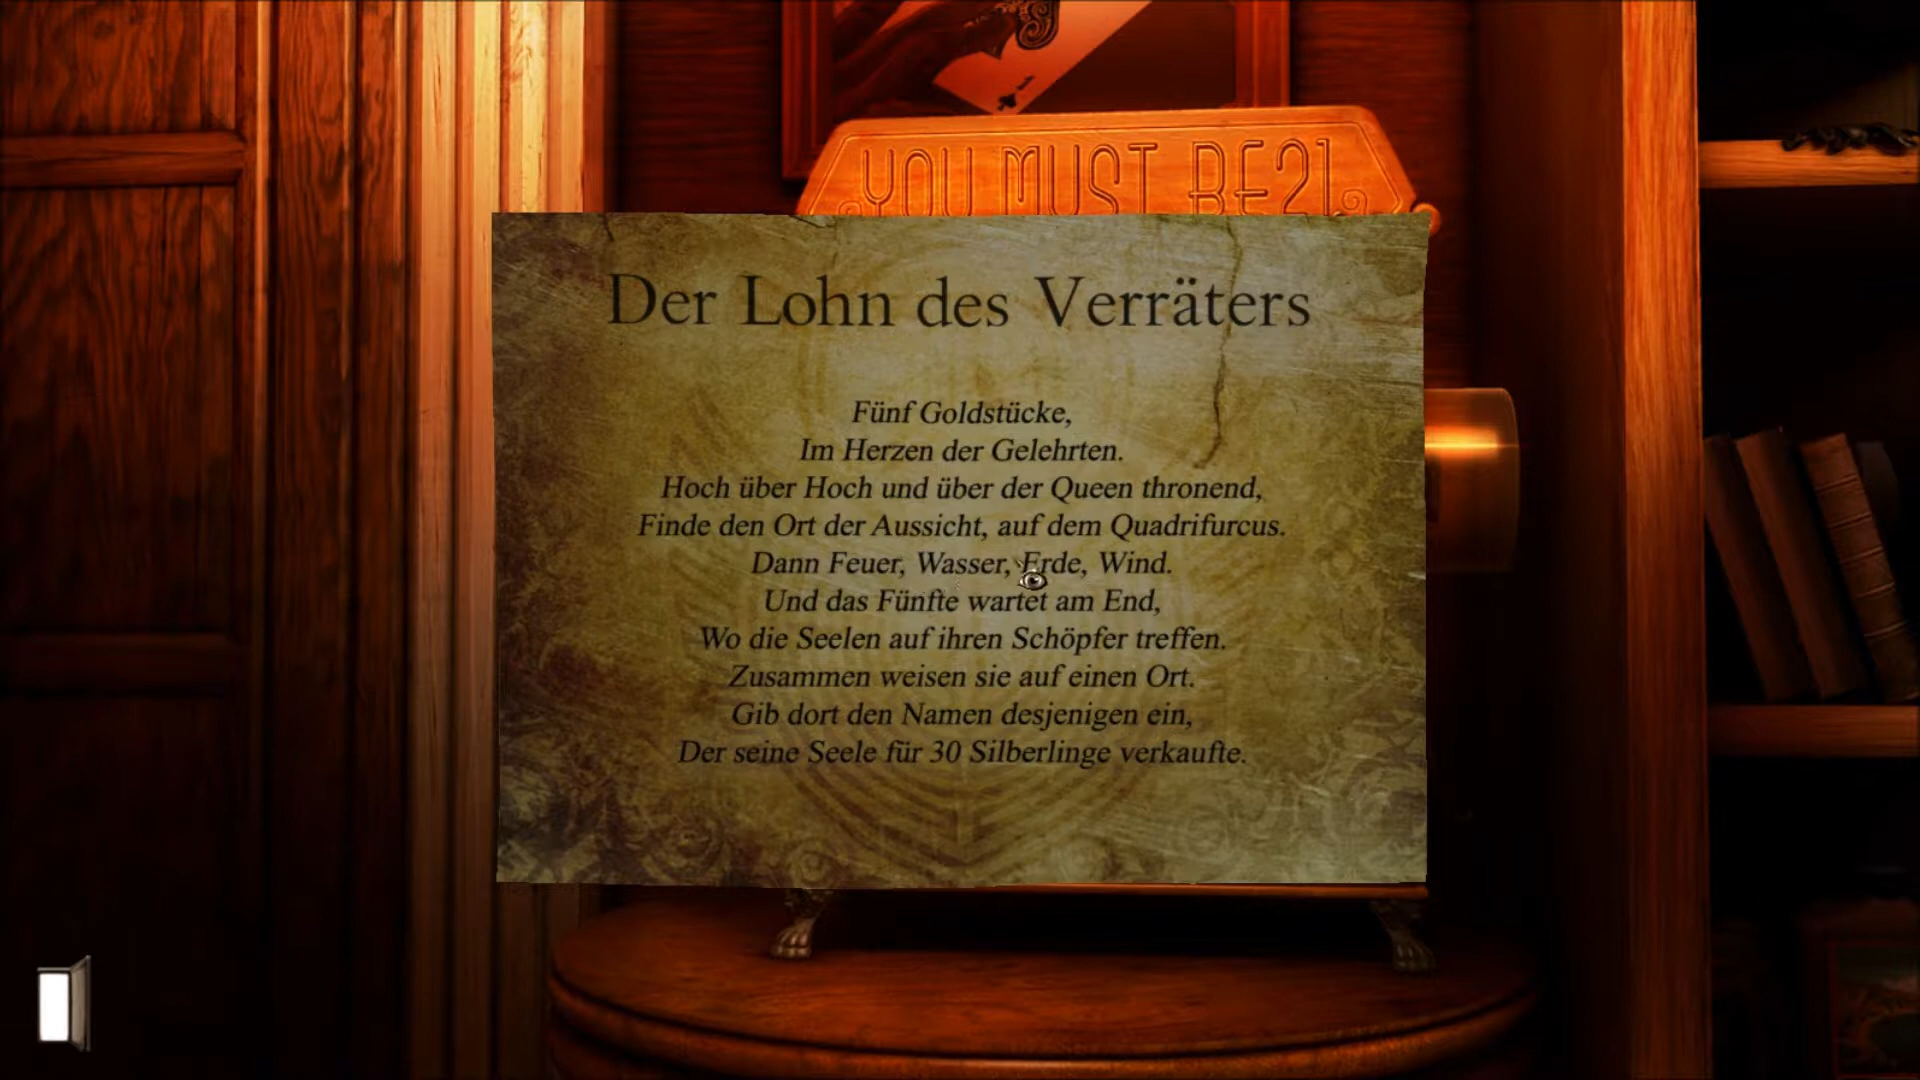 YOU MUST BE 21
Der Lohn des Verräters
Fünf Goldstücke,
Im Herzen der Gelehrten.
Hoch über Hoch und über der Queen thronend,
Finde den Ort der Aussicht, auf dem Quadrifurcus.
Dann Feuer, Wasser, Erde, Wind.
Und das Fünfte wartet am End,
Wo die Seelen auf ihren Schöpfer treffen.
Zusammen weisen sie auf einen Ort.
Gib dort den Namen desjenigen ein,
Der seine Seele für 30 Silberlinge verkaufte.